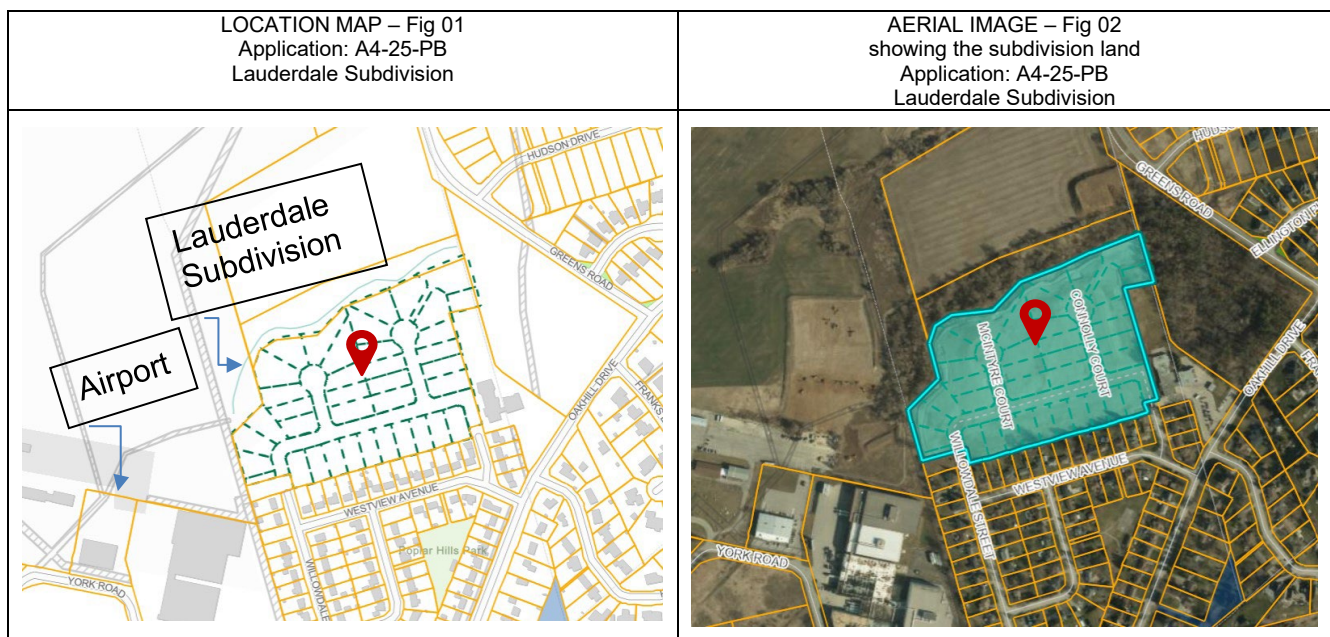 LOCATION MAP – Fig 01
Application: A4-25-PB
Lauderdale Subdivision
AERIAL IMAGE – Fig 02
showing the subdivision land
Application: A4-25-PB
Lauderdale Subdivision
HUDSON DRIVE
Lauderdale
Subdivision
GREENS ROAD
Airport
OAKHILL DRIVE
WESTVIEW AVENUE
Poplar Hills Park
WILLOWDALE
YORK ROAD
GREENS ROAD
CONNOLLY COURT
MCINTYRE COURT
OAKHILL DRIVE
WILLOWDALE STREET
WESTVIEW AVENUE
YORK ROAD